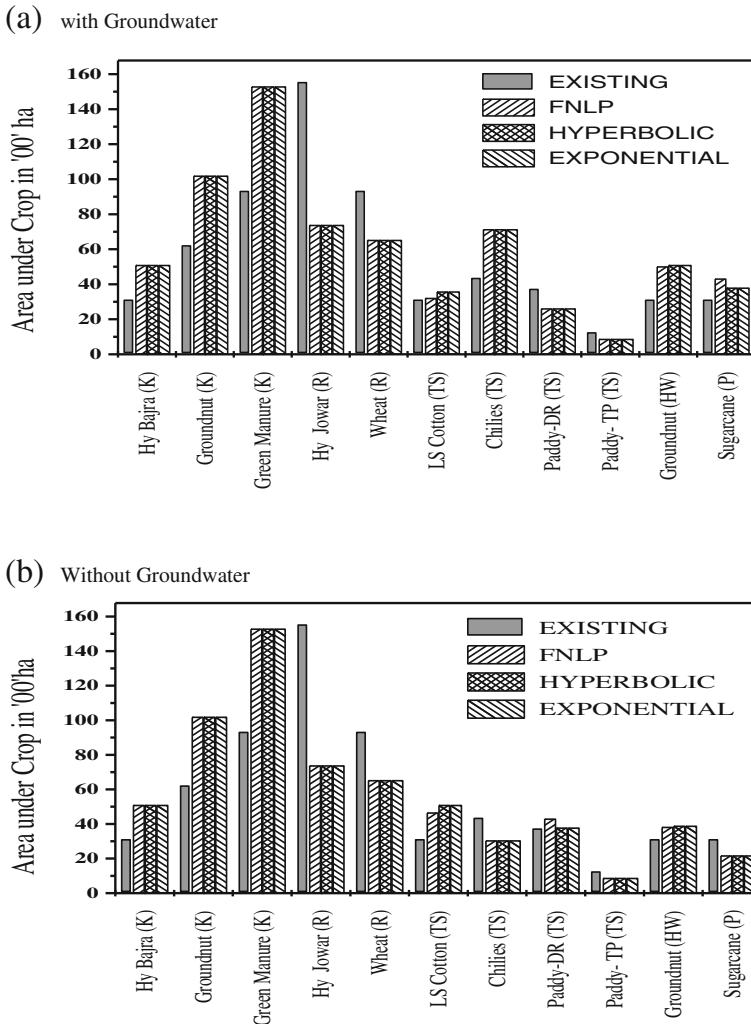 (a) with Groundwater
EXISTING
FNLP
HYPERBOLIC
EXPONENTIAL
Area under Crop in '00' ha
160
140
120
100
80
60
40
20
0
Hy Bajra (K)
Groundnut (K)
Green Manure (K)
Hy Jowar (R)
Wheat (R)
LS Cotton (TS)
Chilies (TS)
Paddy-DR (TS)
Paddy- TP (TS)
Groundnut (HW)
Sugarcane (P)
(b) Without Groundwater
EXISTING
FNLP
HYPERBOLIC
EXPONENTIAL
Area under Crop in '00'ha
160
140
120
100
80
60
40
20
0
Hy Bajra (K)
Groundnut (K)
Green Manure (K)
Hy Jowar (R)
Wheat (R)
LS Cotton (TS)
Chilies (TS)
Paddy-DR (TS)
Paddy- TP (TS)
Groundnut (HW)
Sugarcane (P)